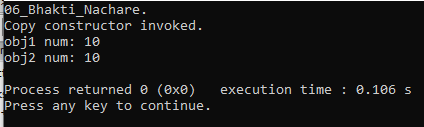 06_Bhakti_Nachare.
Copy constructor invoked.
obj1 num: 10
obj2 num: 10
Process returned 0 (0x0)   execution time : 0.106 s
Press any key to continue.